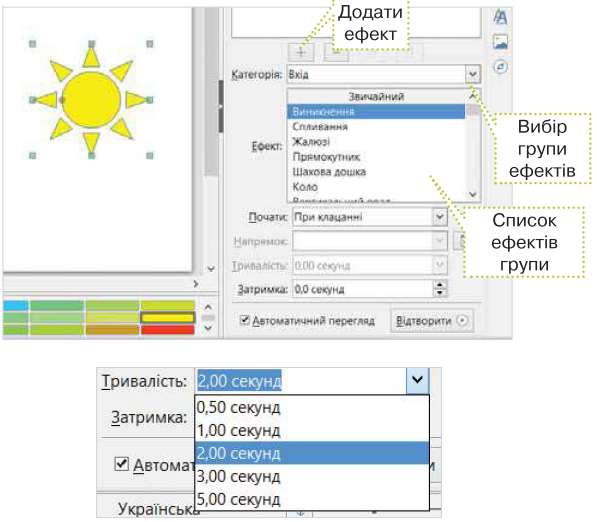 Додати
ефект
Категорія: Вхід
Звичайний
Виникнення
Спливання
Ефект: Жалюзі
Прямокутник
Шахова дошка
Коло
Вибір
групи
ефектів
Список
ефектів
групи
Почати: При клацанні
Напрямок:
Тривалість: 0,00 секунд
Затримка: 0,0 секунд
Автоматичний перегляд Відтворити
Тривалість: 2,00 секунд
Затримка: 0,50 секунд
1,00 секунд
2,00 секунд
Автомат
3,00 секунд
5,00 секунд
Українська